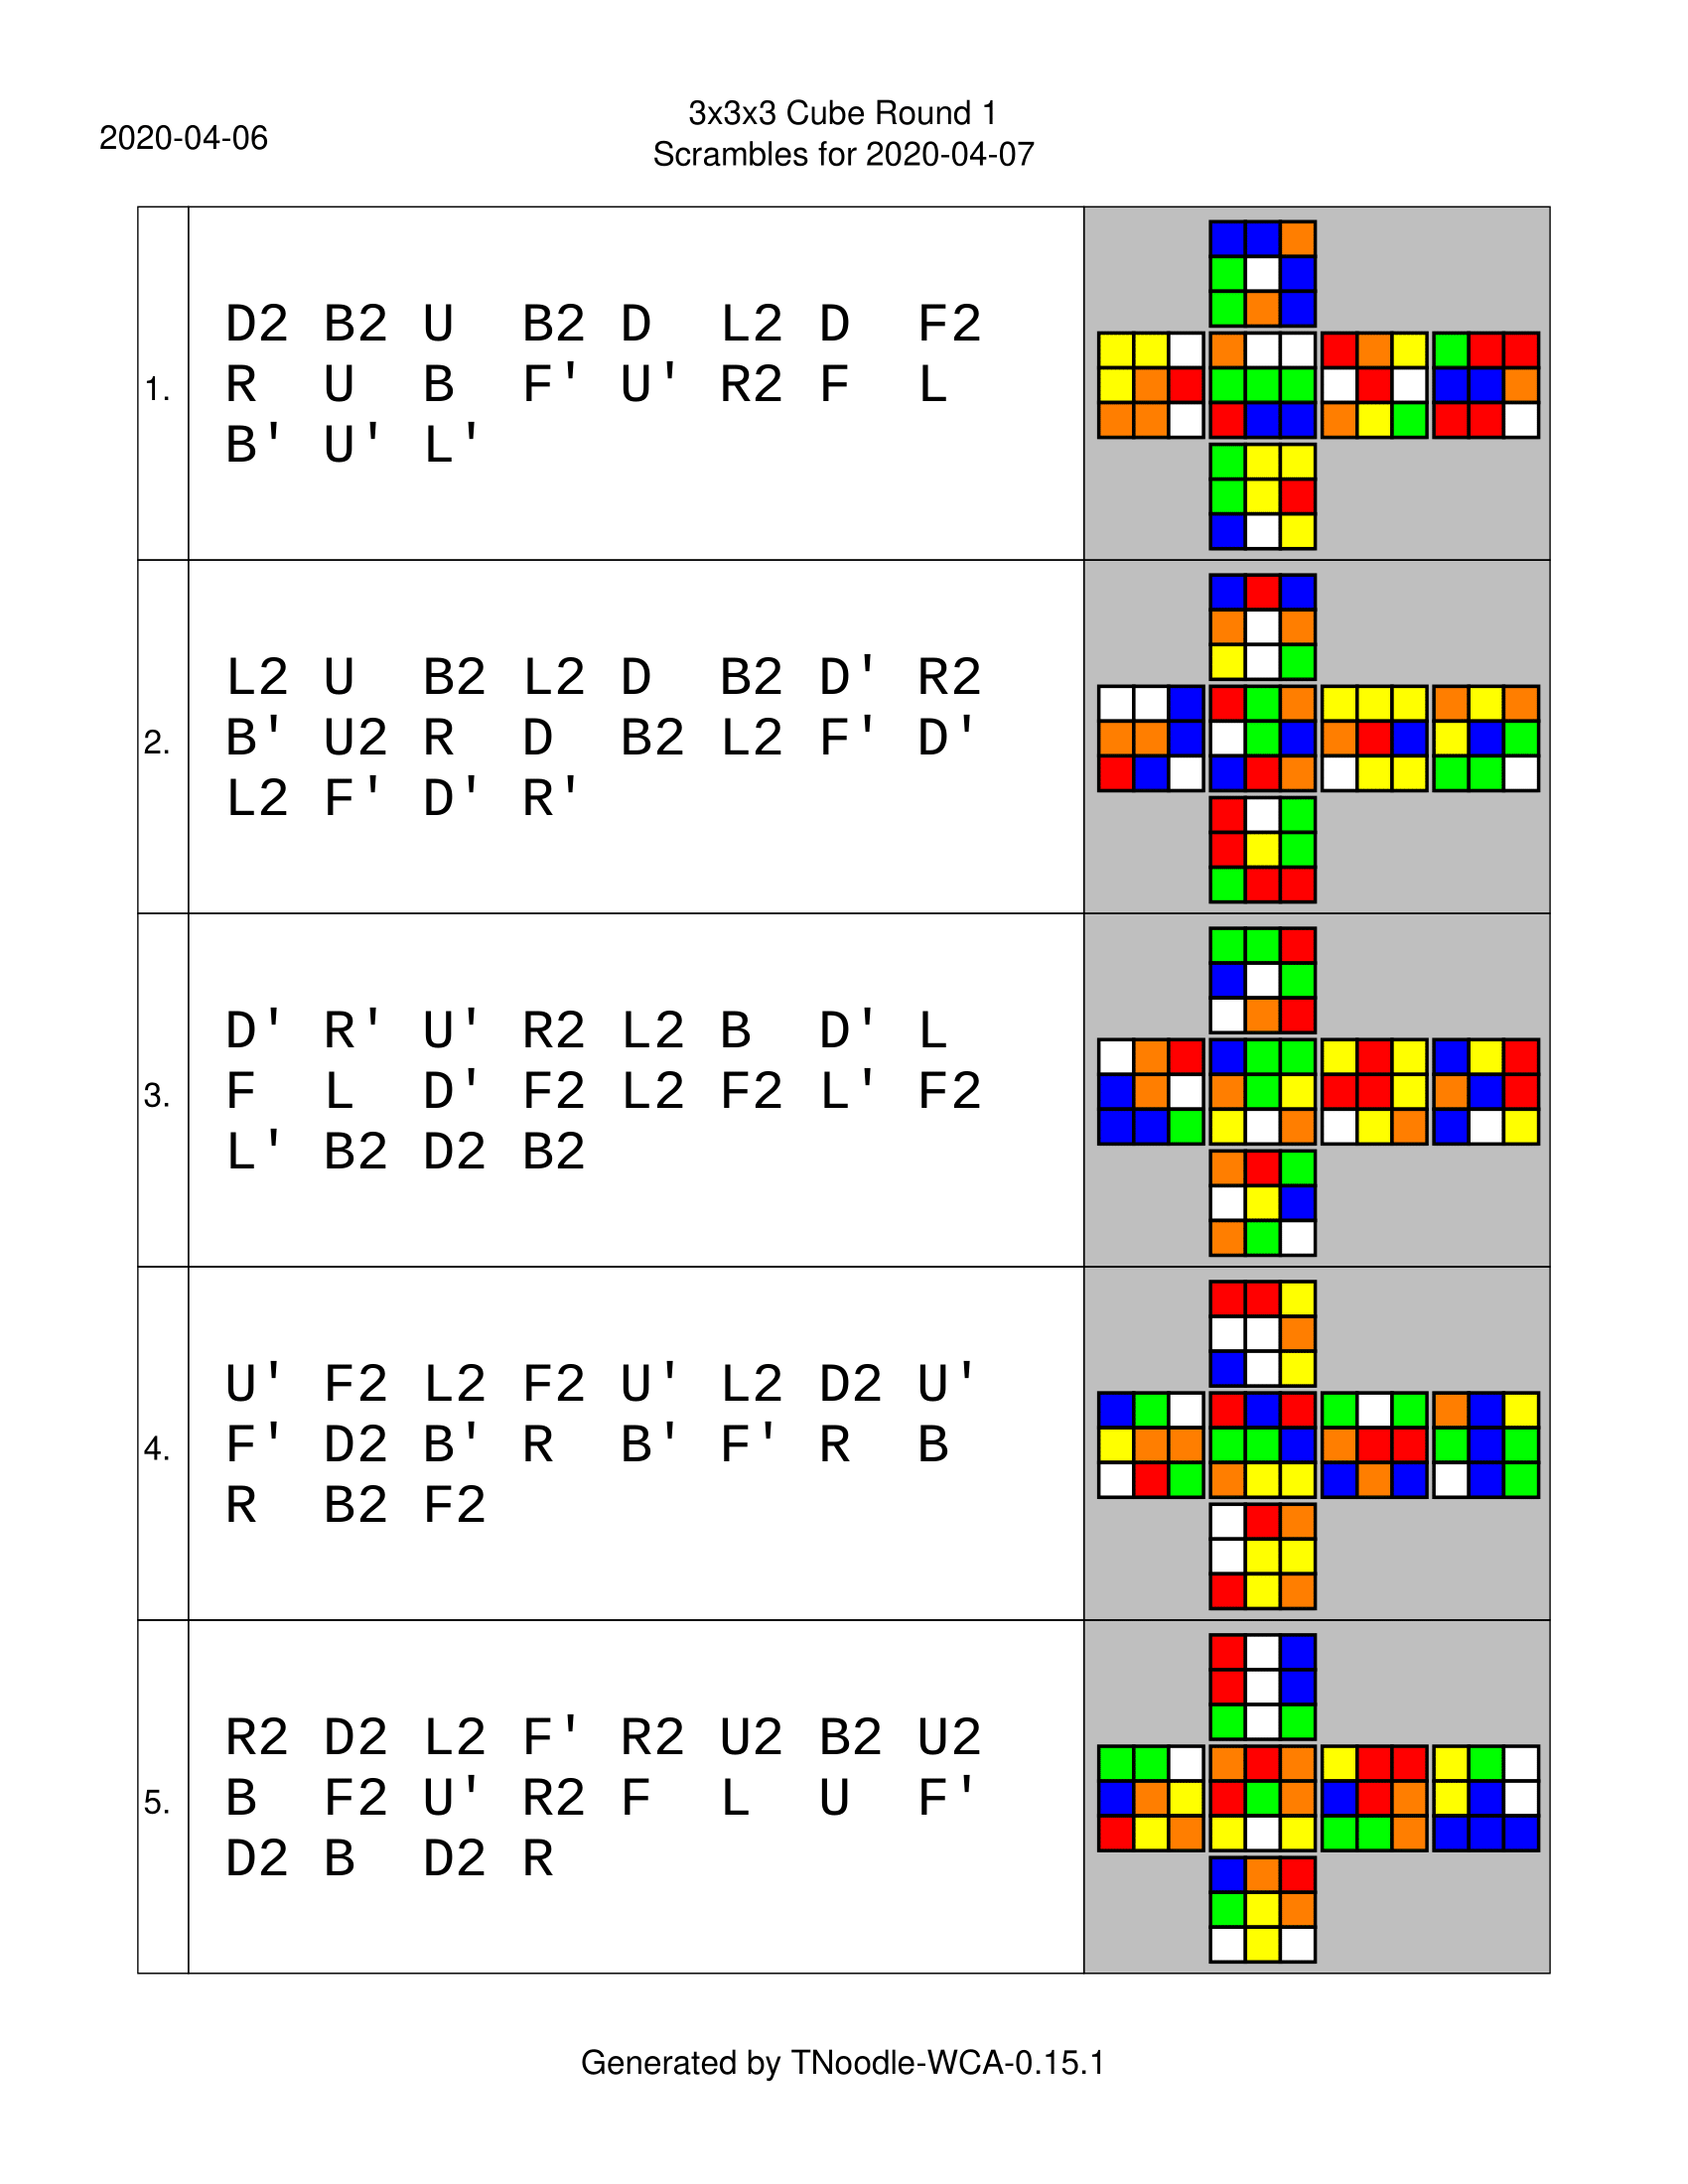 2020-04-06
3x3x3 Cube Round 1
Scrambles for 2020-04-07
1.
D2 B2 U B2 D L2 D F2
R U B F' U' R2 F L
B' U' L'
2.
L2 U B2 L2 D B2 D' R2
B' U2 R D B2 L2 F' D'
L2 F' D' R'
3.
D' R' U' R2 L2 B D' L
F L D' F2 L2 F2 L' F2
L' B2 D2 B2
4.
U' F2 L2 F2 U' L2 D2 U'
F' D2 B' R B' F' R B
R B2 F2
5.
R2 D2 L2 F' R2 U2 B2 U2
B F2 U' R2 F L U F'
D2 B D2 R
Generated by TNoodle-WCA-0.15.1